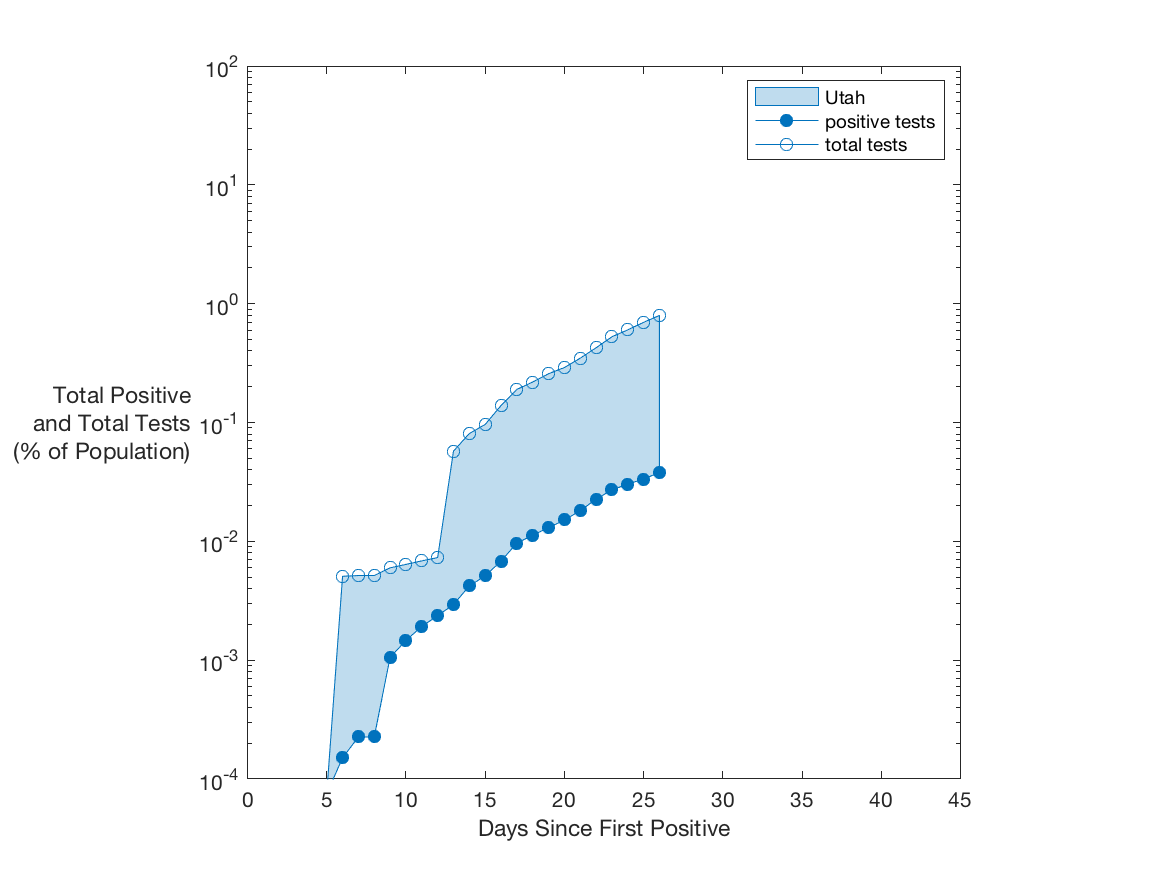 10^2
10^1
10^0
10^-1
10^-2
10^-3
10^-4
Total Positive
and Total Tests
(% of Population)
Utah
positive tests
total tests
0 5 10 15 20 25 30 35 40 45
Days Since First Positive